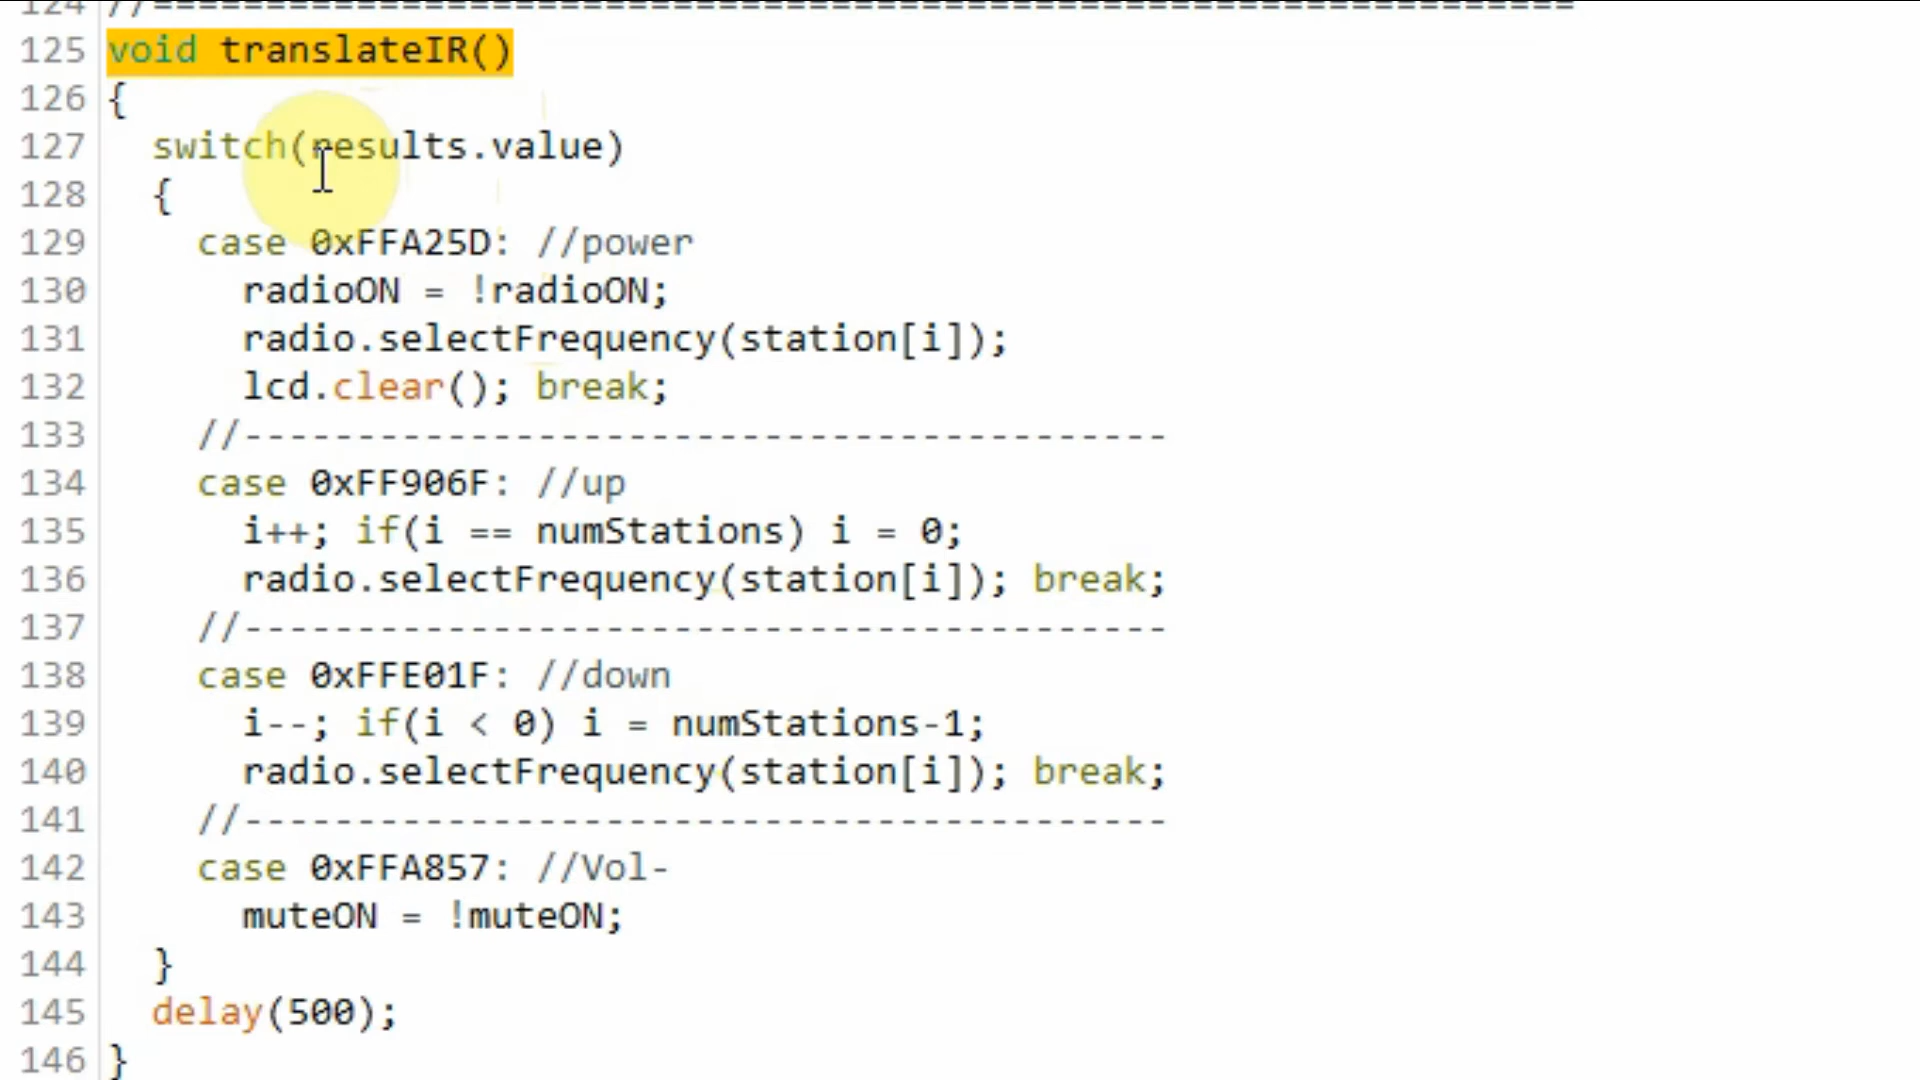 124 //===============================================================
125 void translateIR()
126 {
127 switch(results.value)
128 {
129 case 0xFFA25D: //power
130 radioON = !radioON;
131 radio.selectFrequency(station[i]);
132 lcd.clear(); break;
133 //-----------------------------------------
134 case 0xFF906F: //up
135 i++; if(i == numStations) i = 0;
136 radio.selectFrequency(station[i]); break;
137 //-----------------------------------------
138 case 0xFFE01F: //down
139 i--; if(i < 0) i = numStations-1;
140 radio.selectFrequency(station[i]); break;
141 //-----------------------------------------
142 case 0xFFA857: //Vol-
143 muteON = !muteON;
144 }
145 delay(500);
146 }